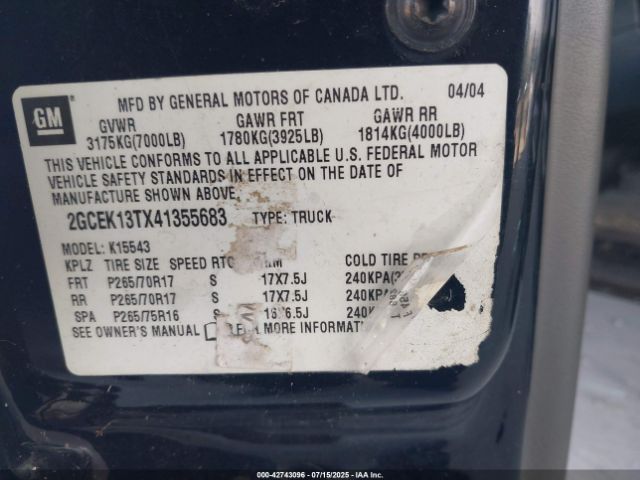 GM
MFD BY GENERAL MOTORS OF CANADA LTD. 04/04
GVWR GAWR FRT GAWR RR
3175KG(7000LB) 1780KG(3925LB) 1814KG(4000LB)
THIS VEHICLE CONFORMS TO ALL APPLICABLE U.S. FEDERAL MOTOR
VEHICLE SAFETY STANDARDS IN EFFECT ON THE DATE OF
MANUFACTURE SHOWN ABOVE.
2GCEK13TX41355683 TYPE: TRUCK
MODEL: K15543
KPLZ TIRE SIZE SPEED RTG COLD TIRE
FRT P265/70R17 S 17X7.5J 240KPA
RR P265/70R17 S 17X7.5J 240KPA
SPA P265/75R16 S
SEE OWNER'S MANUAL MORE INFORMATION
000-42743096 - 07/15/2025 - IAA Inc.